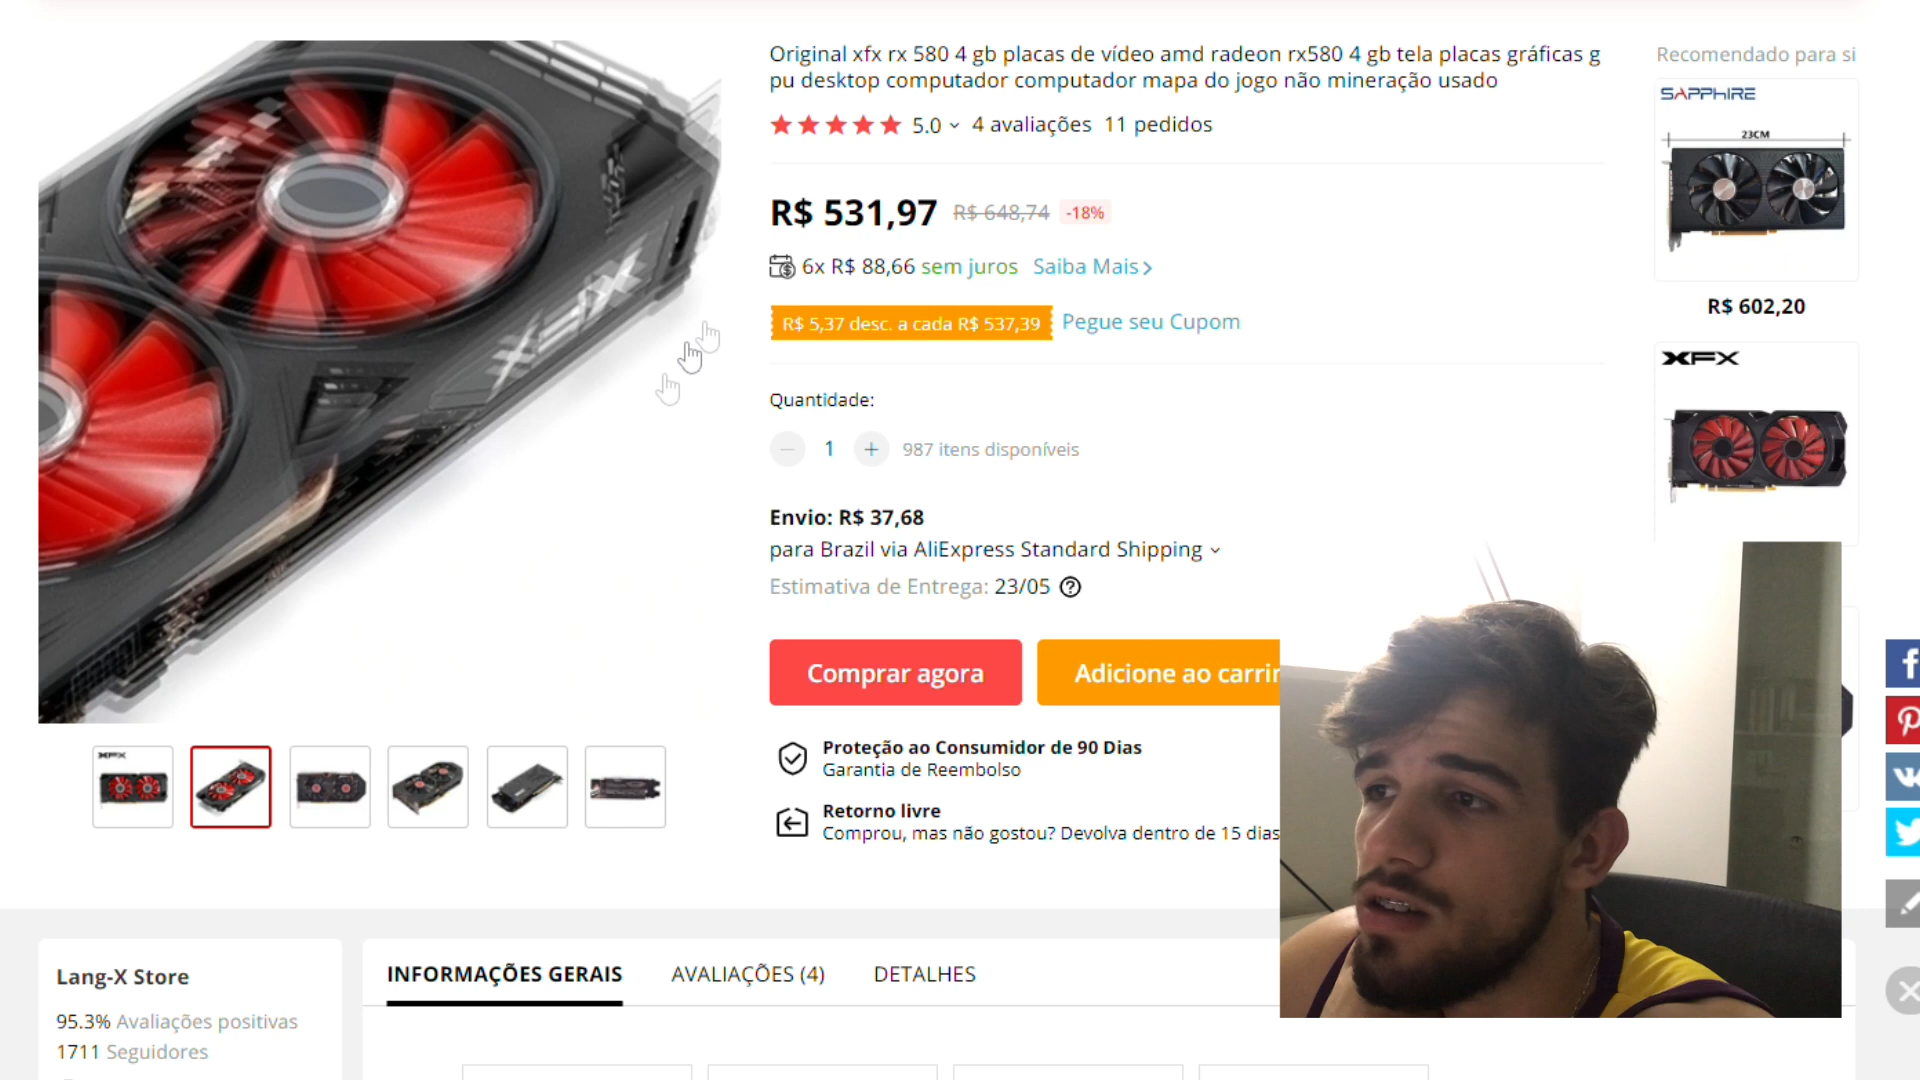 Original xfx rx 580 4 gb placas de vídeo amd radeon rx580 4 gb tela placas gráficas g
pu desktop computador computador mapa do jogo não mineração usado
5.0 4 avaliações 11 pedidos
R$ 531,97 R$ 648,74 -18%
6x R$ 88,66 sem juros Saiba Mais
R$ 5,37 desc. a cada R$ 537,39 Pegue seu Cupom
Quantidade:
1 + 987 itens disponíveis
Envio: R$ 37,68
para Brazil via AliExpress Standard Shipping
Estimativa de Entrega: 23/05
Comprar agora
Adicione ao carrin
Proteção ao Consumidor de 90 Dias
Garantia de Reembolso
Retorno livre
Comprou, mas não gostou? Devolva dentro de 15 dias
Recomendado para si
SAPPHIRE
23CM
R$ 602,20
XFX
XFX
XFX
Lang-X Store
95.3% Avaliações positivas
1711 Seguidores
INFORMAÇÕES GERAIS AVALIAÇÕES (4) DETALHES